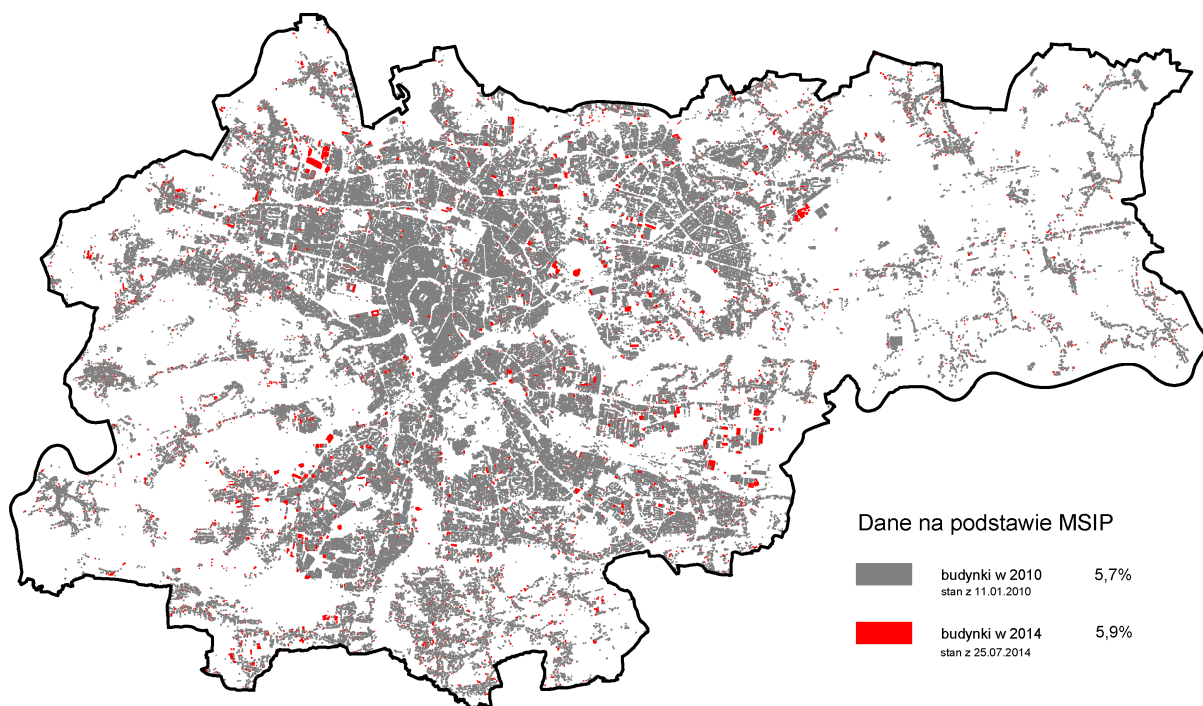 Dane na podstawie MSIP
budynki w 2010 5,7%
stan z 11.01.2010
budynki w 2014 5,9%
stan z 25.07.2014